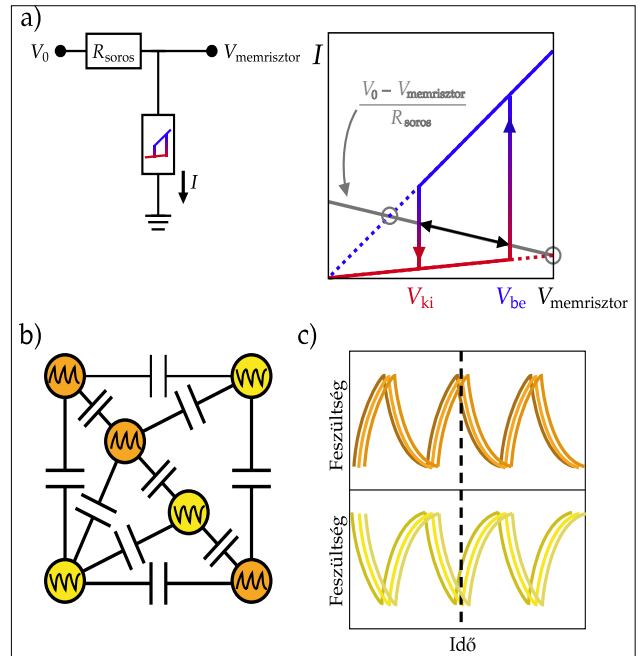 a)
V0
Rsoros
Vmemrisztor
I
I
V0 − Vmemrisztor
Rsoros
Vki
Vbe
Vmemrisztor
b)
c)
Feszültség
Feszültség
Idő